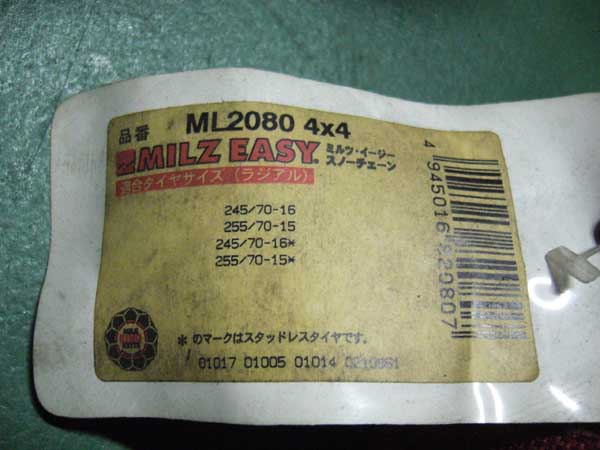 品番 ML2080 4x4
MILZ EASY® ミルツ・イージー スノーチェーン
適合タイヤサイズ (ラジアル)
245/70-16
255/70-15
245/70-16*
255/70-15*
*のマークはスタッドレスタイヤです。
01017 01005 01014
4 945016 220807